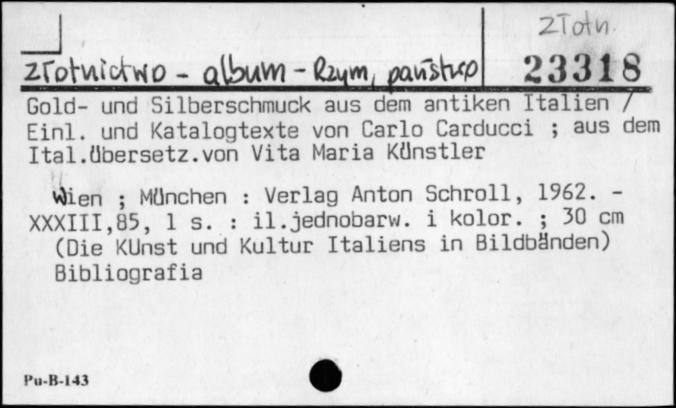 Złotn.
złotnictwo - album - Rzym, państwo
23318
Gold- und Silberschmuck aus dem antiken Italien /
Einl. und Katalogtexte von Carlo Carducci ; aus dem
Ital.übersetz.von Vita Maria Künstler
Wien ; München : Verlag Anton Schroll, 1962. -
XXXIII,85, 1 s. : il.jednobarw. i kolor. ; 30 cm
(Die Kunst und Kultur Italiens in Bildbänden)
Bibliografia
Pu-B-143